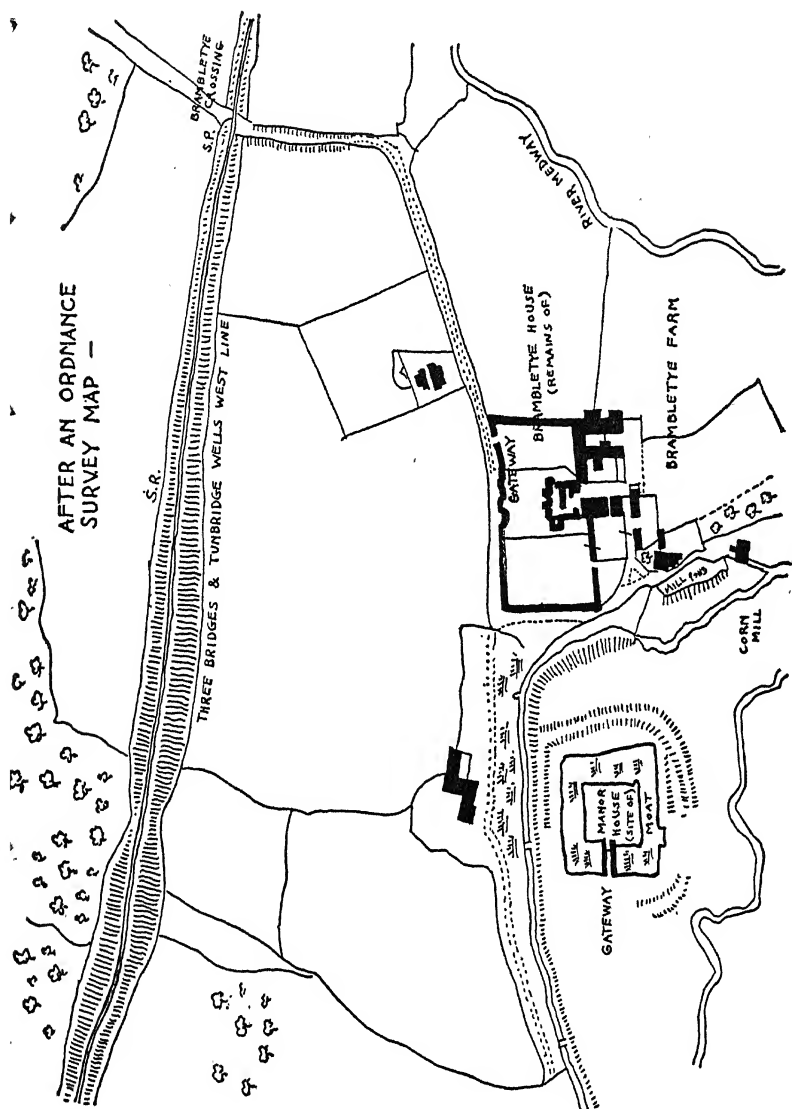 AFTER AN ORDNANCE
SURVEY MAP —
BRAMBLETYE
CROSSING
S.P.
S.R.
THREE BRIDGES & TUNBRIDGE WELLS WEST LINE
RIVER MEDWAY
BRAMBLETYE HOUSE
(REMAINS OF)
GATEWAY
BRAMBLETYE FARM
MILL POND
CORN
MILL
MANOR
HOUSE
(SITE OF)
MOAT
GATEWAY